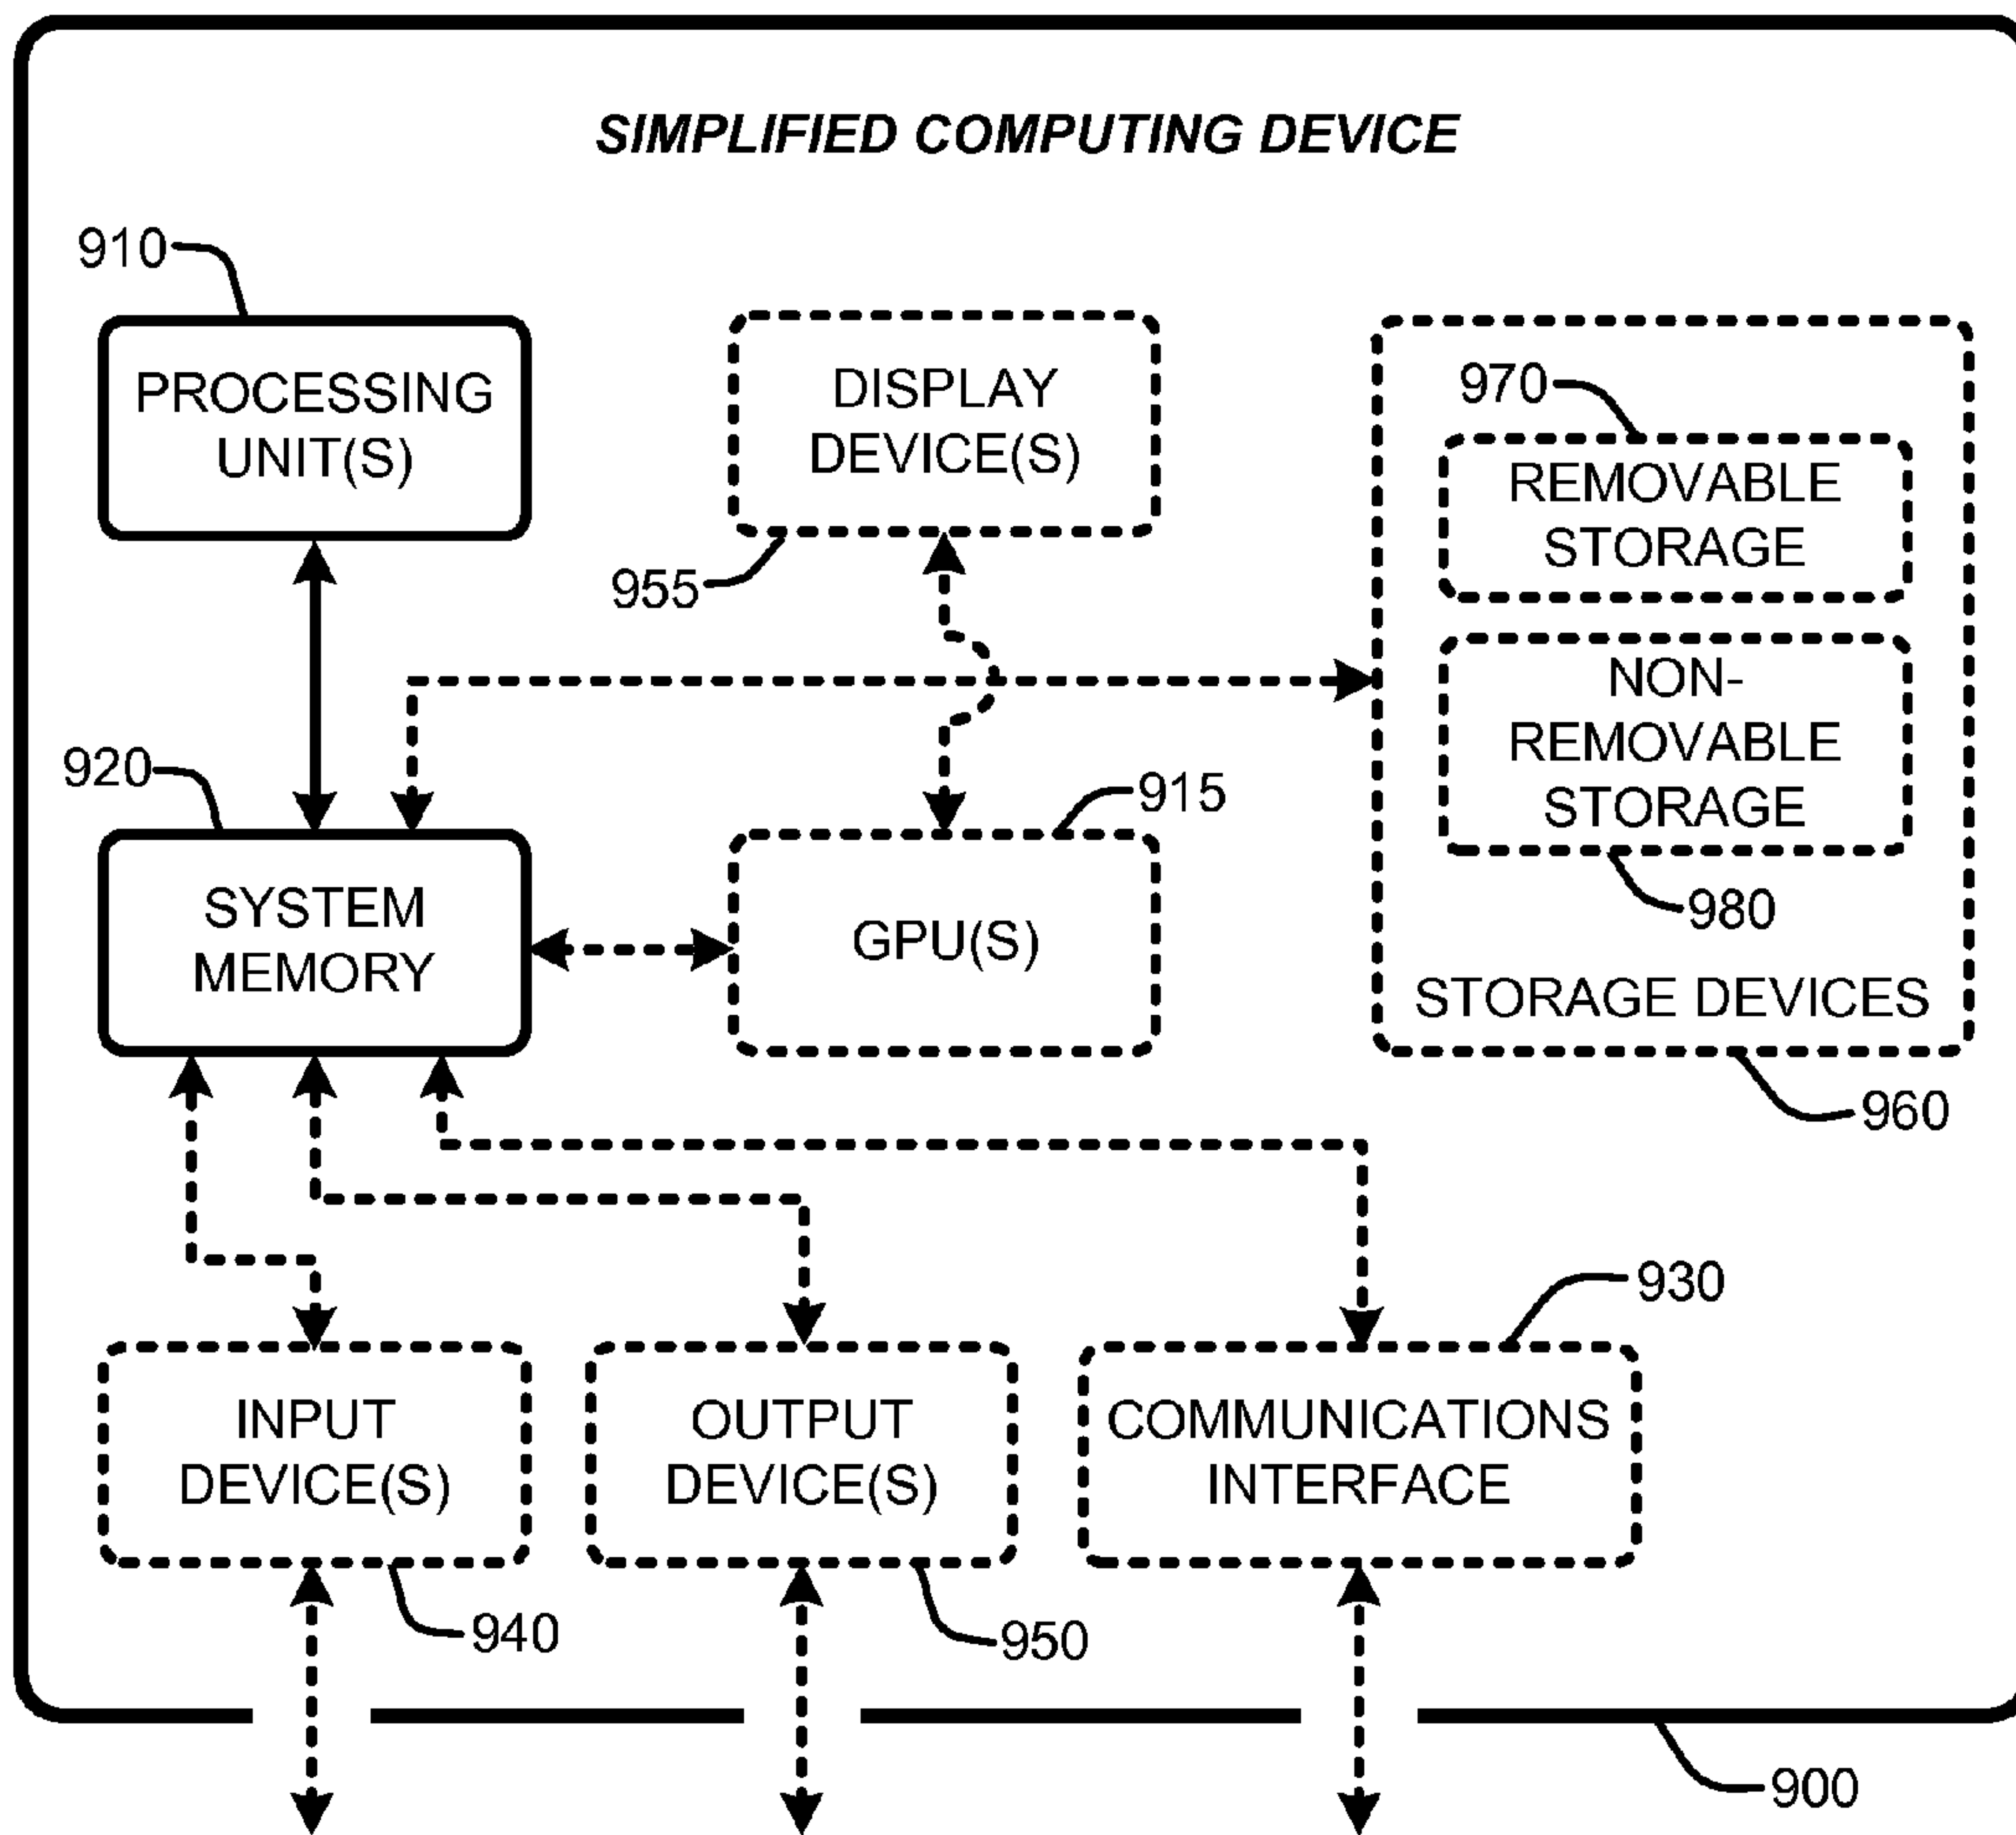 SIMPLIFIED COMPUTING DEVICE
910
PROCESSING
UNIT(S)
DISPLAY
DEVICE(S)
955
970
REMOVABLE
STORAGE
NON-
REMOVABLE
STORAGE
980
STORAGE DEVICES
960
920
SYSTEM
MEMORY
915
GPU(S)
930
INPUT
DEVICE(S)
940
OUTPUT
DEVICE(S)
950
COMMUNICATIONS
INTERFACE
900